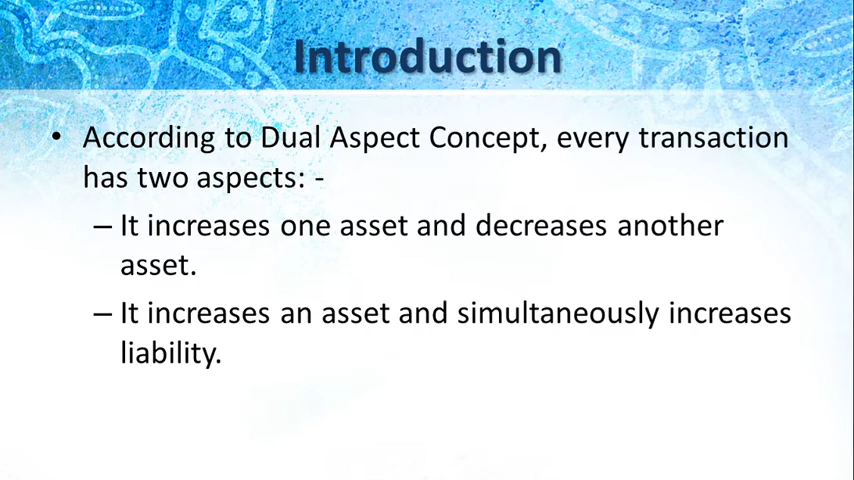 Introduction
• According to Dual Aspect Concept, every transaction
has two aspects: -
– It increases one asset and decreases another
asset.
– It increases an asset and simultaneously increases
liability.